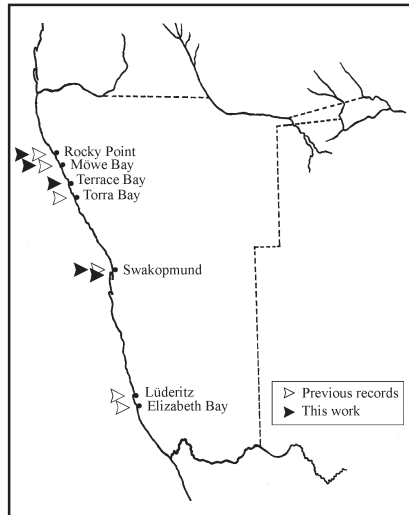 Rocky Point
Möwe Bay
Terrace Bay
Torra Bay
Swakopmund
Lüderitz
Elizabeth Bay
Previous records
This work